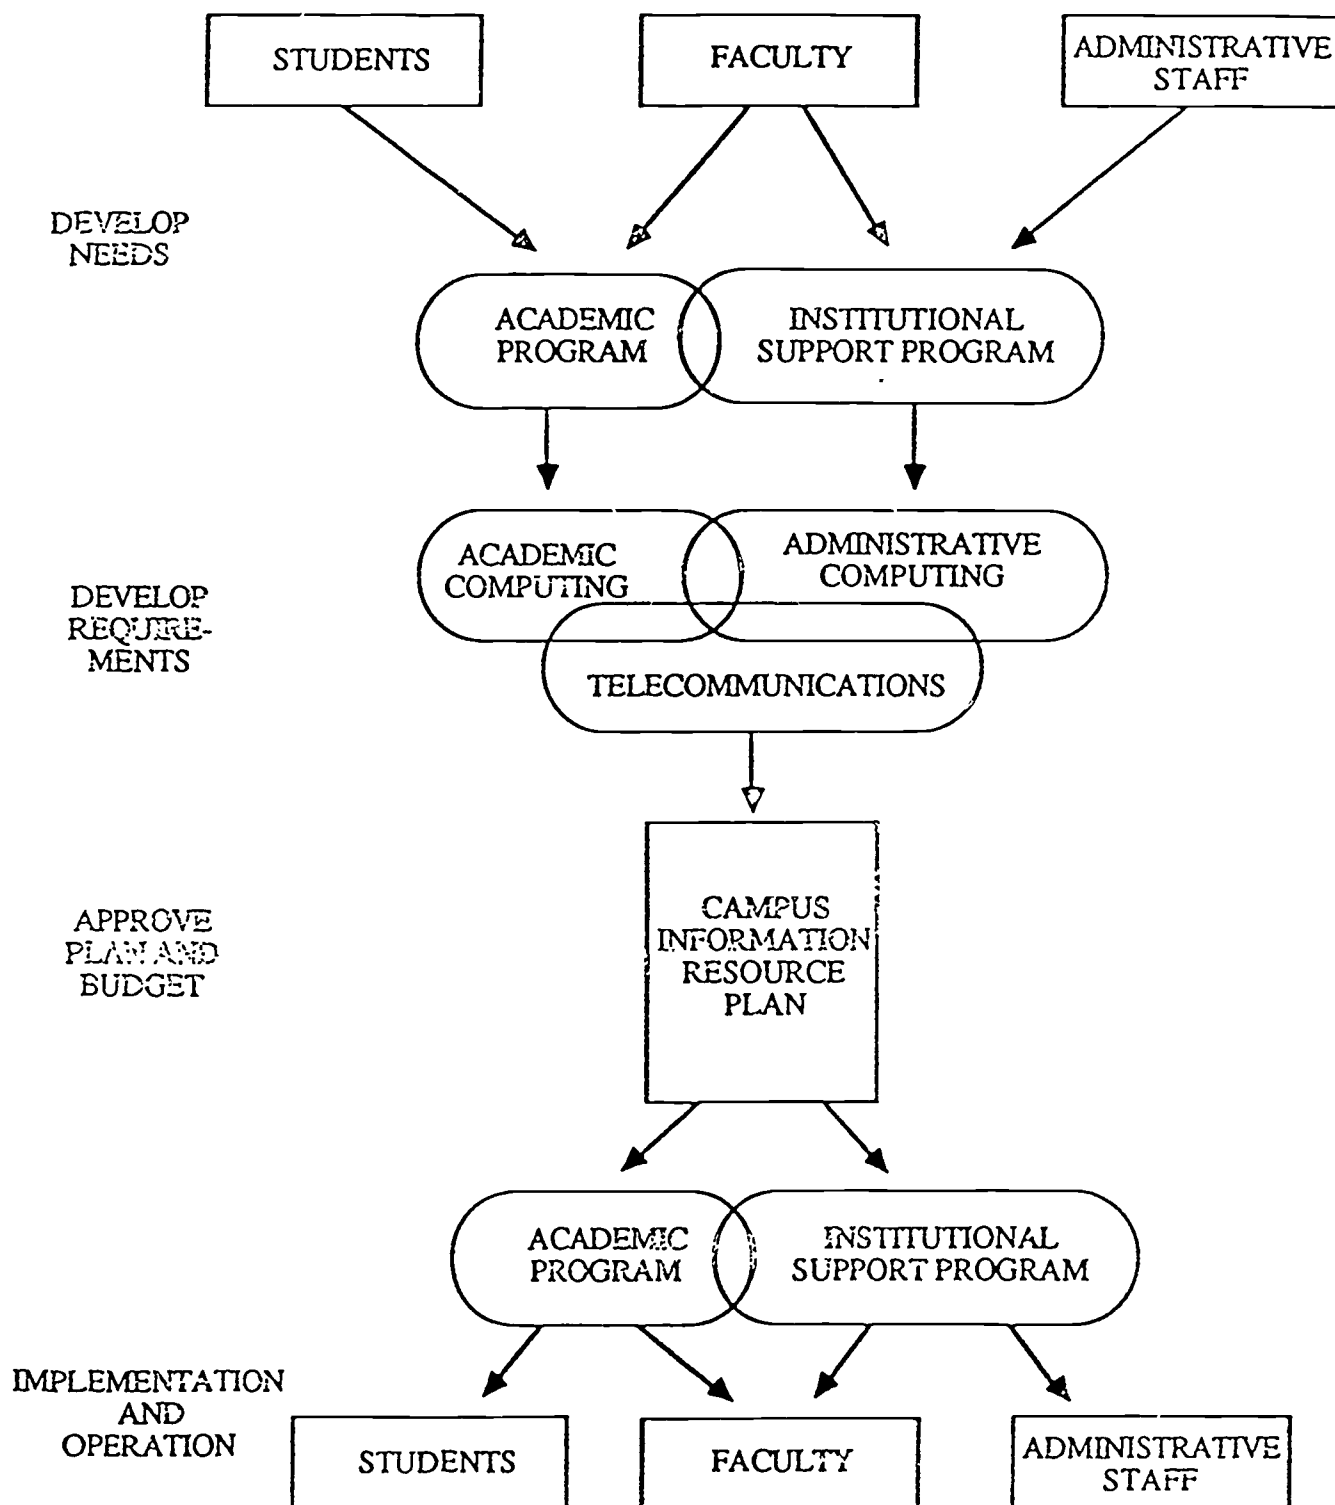 STUDENTS
FACULTY
ADMINISTRATIVE
STAFF
DEVELOP
NEEDS
ACADEMIC
PROGRAM
INSTITUTIONAL
SUPPORT PROGRAM
ACADEMIC
COMPUTING
ADMINISTRATIVE
COMPUTING
DEVELOP
REQUIRE-
MENTS
TELECOMMUNICATIONS
APPROVE
PLAN AND
BUDGET
CAMPUS
INFORMATION
RESOURCE
PLAN
ACADEMIC
PROGRAM
INSTITUTIONAL
SUPPORT PROGRAM
IMPLEMENTATION
AND
OPERATION
STUDENTS
FACULTY
ADMINISTRATIVE
STAFF